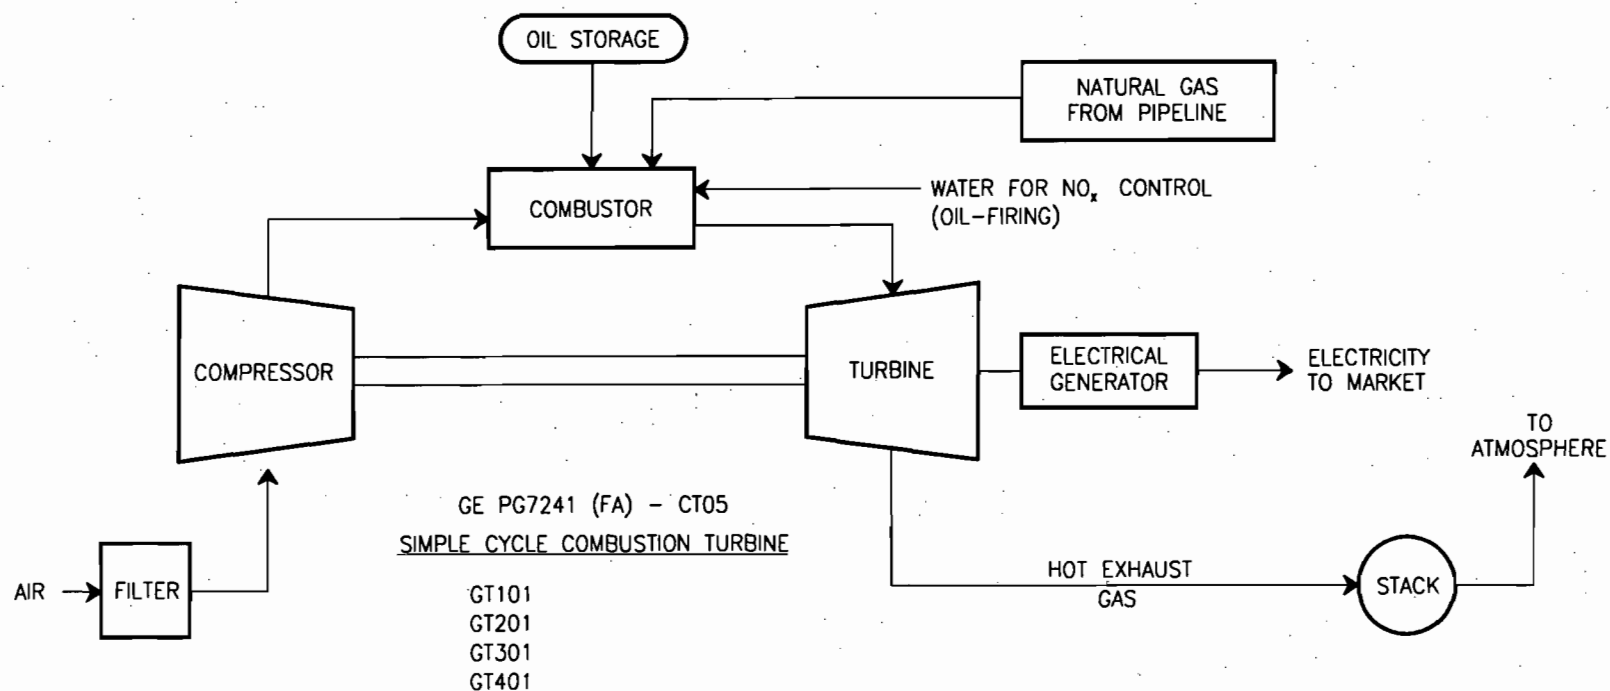 OIL STORAGE
NATURAL GAS
FROM PIPELINE
WATER FOR NOx CONTROL
(OIL-FIRING)
COMBUSTOR
COMPRESSOR
TURBINE
ELECTRICAL
GENERATOR
ELECTRICITY
TO MARKET
TO
ATMOSPHERE
GE PG7241 (FA) - CT05
SIMPLE CYCLE COMBUSTION TURBINE
AIR
FILTER
HOT EXHAUST
GAS
STACK
GT101
GT201
GT301
GT401